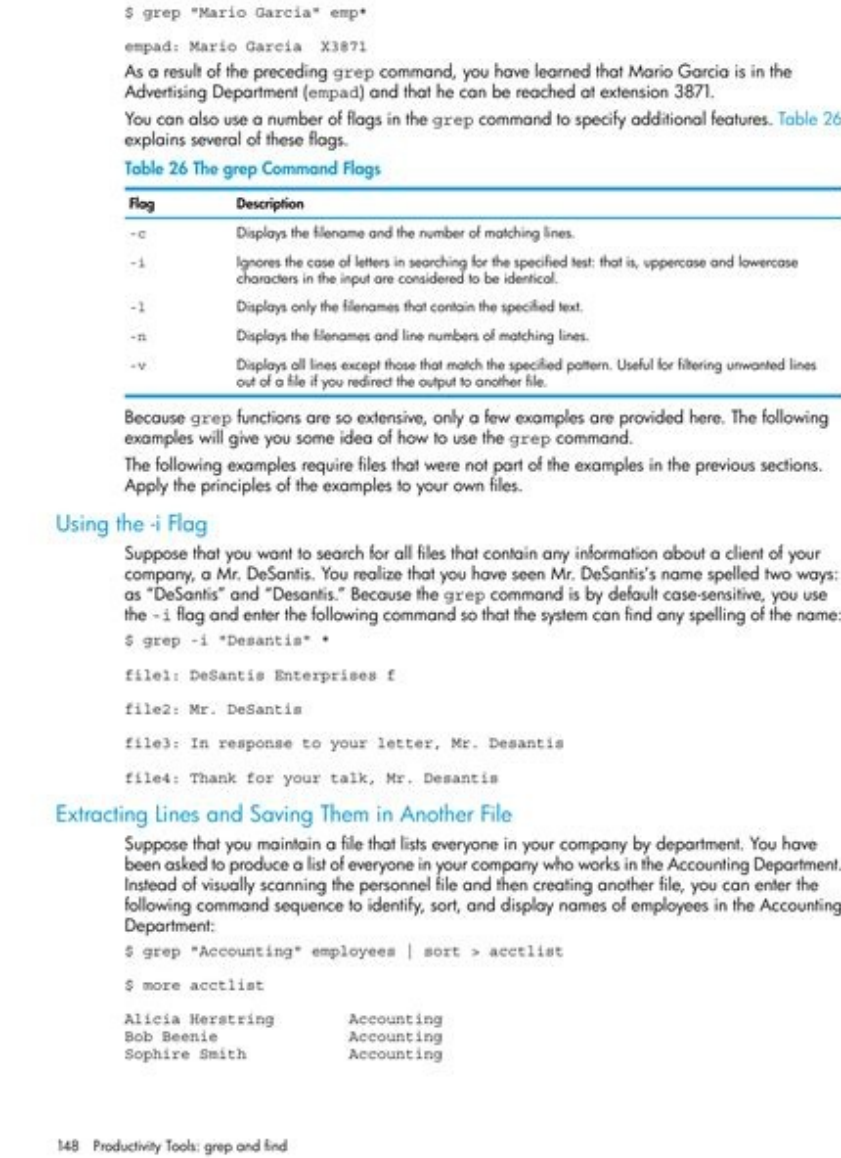 $ grep "Mario Garcia" emp*
empad: Mario Garcia  X3871
As a result of the preceding grep command, you have learned that Mario Garcia is in the
Advertising Department (empad) and that he can be reached at extension 3871.
You can also use a number of flags in the grep command to specify additional features. Table 26
explains several of these flags.
Table 26 The grep Command Flags
Flag Description
-c Displays the filename and the number of matching lines.
-i Ignores the case of letters in searching for the specified test: that is, uppercase and lowercase
characters in the input are considered to be identical.
-l Displays only the filenames that contain the specified text.
-n Displays the filenames and line numbers of matching lines.
-v Displays all lines except those that match the specified pattern. Useful for filtering unwanted lines
out of a file if you redirect the output to another file.
Because grep functions are so extensive, only a few examples are provided here. The following
examples will give you some idea of how to use the grep command.
The following examples require files that were not part of the examples in the previous sections.
Apply the principles of the examples to your own files.
Using the -i Flag
Suppose that you want to search for all files that contain any information about a client of your
company, a Mr. DeSantis. You realize that you have seen Mr. DeSantis's name spelled two ways:
as "DeSantis" and "Desantis." Because the grep command is by default case-sensitive, you use
the -i flag and enter the following command so that the system can find any spelling of the name:
$ grep -i "Desantis" *
file1: DeSantis Enterprises f
file2: Mr. DeSantis
file3: In response to your letter, Mr. Desantis
file4: Thank for your talk, Mr. Desantis
Extracting Lines and Saving Them in Another File
Suppose that you maintain a file that lists everyone in your company by department. You have
been asked to produce a list of everyone in your company who works in the Accounting Department.
Instead of visually scanning the personnel file and then creating another file, you can enter the
following command sequence to identify, sort, and display names of employees in the Accounting
Department:
$ grep "Accounting" employees | sort > acctlist
$ more acctlist
Alicia Herstring Accounting
Bob Beenie Accounting
Sophire Smith Accounting
148 Productivity Tools: grep and find